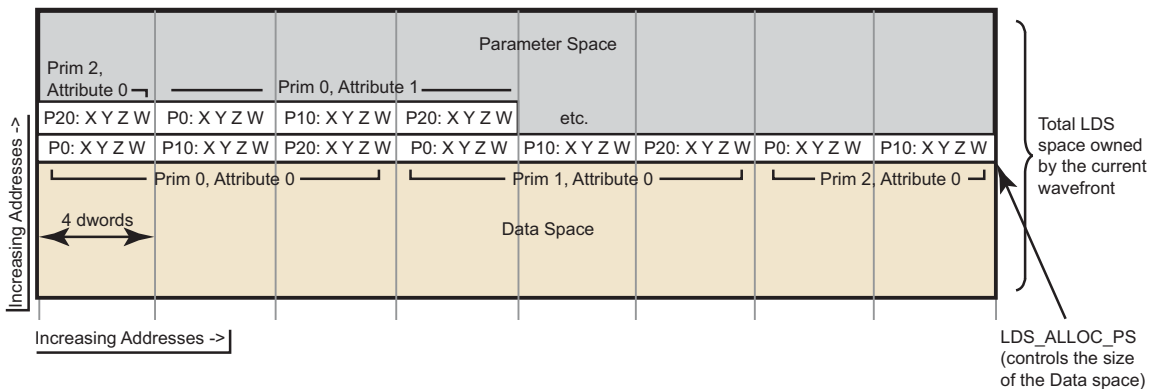 Parameter Space
Prim 2,
Attribute 0
Prim 0, Attribute 1
P20: X Y Z W P0: X Y Z W P10: X Y Z W P20: X Y Z W etc.
P0: X Y Z W P10: X Y Z W P20: X Y Z W P0: X Y Z W P10: X Y Z W P20: X Y Z W P0: X Y Z W P10: X Y Z W
Prim 0, Attribute 0 Prim 1, Attribute 0 Prim 2, Attribute 0
4 dwords
Data Space
Increasing Addresses ->
Increasing Addresses ->
Total LDS
space owned
by the current
wavefront
LDS_ALLOC_PS
(controls the size
of the Data space)